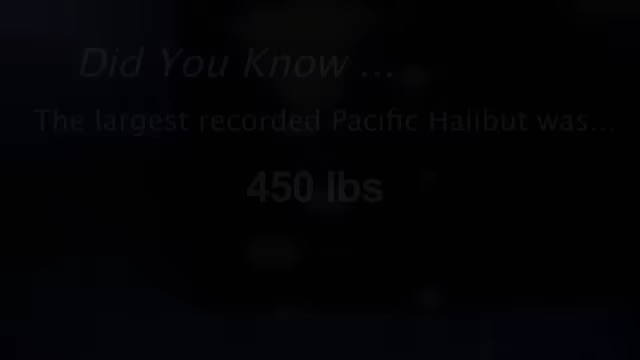 Did You Know ...
The largest recorded Pacific Halibut was...
450 lbs